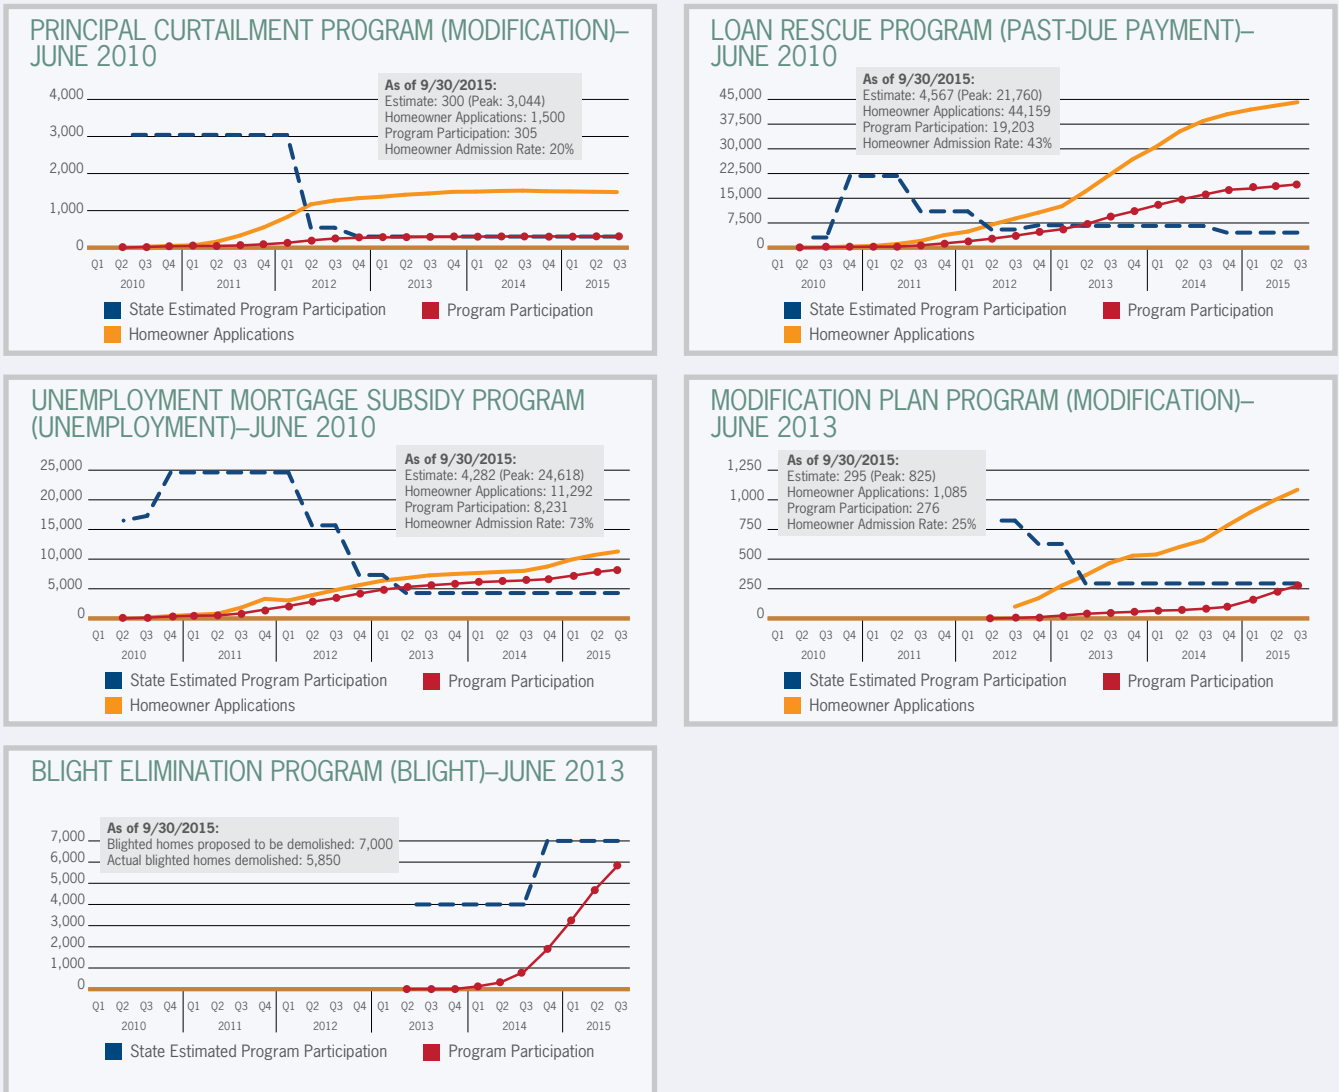 PRINCIPAL CURTAILMENT PROGRAM (MODIFICATION)–
JUNE 2010
As of 9/30/2015:
Estimate: 300 (Peak: 3,044)
Homeowner Applications: 1,500
Program Participation: 305
Homeowner Admission Rate: 20%
4,000
3,000
2,000
1,000
0
Q1 Q2 Q3 Q4 Q1 Q2 Q3 Q4 Q1 Q2 Q3 Q4 Q1 Q2 Q3 Q4 Q1 Q2 Q3 Q4 Q1 Q2 Q3
2010 2011 2012 2013 2014 2015
State Estimated Program Participation Program Participation
Homeowner Applications
LOAN RESCUE PROGRAM (PAST-DUE PAYMENT)–
JUNE 2010
As of 9/30/2015:
Estimate: 4,567 (Peak: 21,760)
Homeowner Applications: 44,159
Program Participation: 19,203
Homeowner Admission Rate: 43%
45,000
37,500
30,000
22,500
15,000
7,500
0
Q1 Q2 Q3 Q4 Q1 Q2 Q3 Q4 Q1 Q2 Q3 Q4 Q1 Q2 Q3 Q4 Q1 Q2 Q3 Q4 Q1 Q2 Q3
2010 2011 2012 2013 2014 2015
State Estimated Program Participation Program Participation
Homeowner Applications
UNEMPLOYMENT MORTGAGE SUBSIDY PROGRAM
(UNEMPLOYMENT)–JUNE 2010
As of 9/30/2015:
Estimate: 4,282 (Peak: 24,618)
Homeowner Applications: 11,292
Program Participation: 8,231
Homeowner Admission Rate: 73%
25,000
20,000
15,000
10,000
5,000
0
Q1 Q2 Q3 Q4 Q1 Q2 Q3 Q4 Q1 Q2 Q3 Q4 Q1 Q2 Q3 Q4 Q1 Q2 Q3 Q4 Q1 Q2 Q3
2010 2011 2012 2013 2014 2015
State Estimated Program Participation Program Participation
Homeowner Applications
MODIFICATION PLAN PROGRAM (MODIFICATION)–
JUNE 2013
As of 9/30/2015:
Estimate: 295 (Peak: 825)
Homeowner Applications: 1,085
Program Participation: 276
Homeowner Admission Rate: 25%
1,250
1,000
750
500
250
0
Q1 Q2 Q3 Q4 Q1 Q2 Q3 Q4 Q1 Q2 Q3 Q4 Q1 Q2 Q3 Q4 Q1 Q2 Q3 Q4 Q1 Q2 Q3
2010 2011 2012 2013 2014 2015
State Estimated Program Participation Program Participation
Homeowner Applications
BLIGHT ELIMINATION PROGRAM (BLIGHT)–JUNE 2013
As of 9/30/2015:
Blighted homes proposed to be demolished: 7,000
Actual blighted homes demolished: 5,850
7,000
6,000
5,000
4,000
3,000
2,000
1,000
0
Q1 Q2 Q3 Q4 Q1 Q2 Q3 Q4 Q1 Q2 Q3 Q4 Q1 Q2 Q3 Q4 Q1 Q2 Q3 Q4 Q1 Q2 Q3
2010 2011 2012 2013 2014 2015
State Estimated Program Participation Program Participation